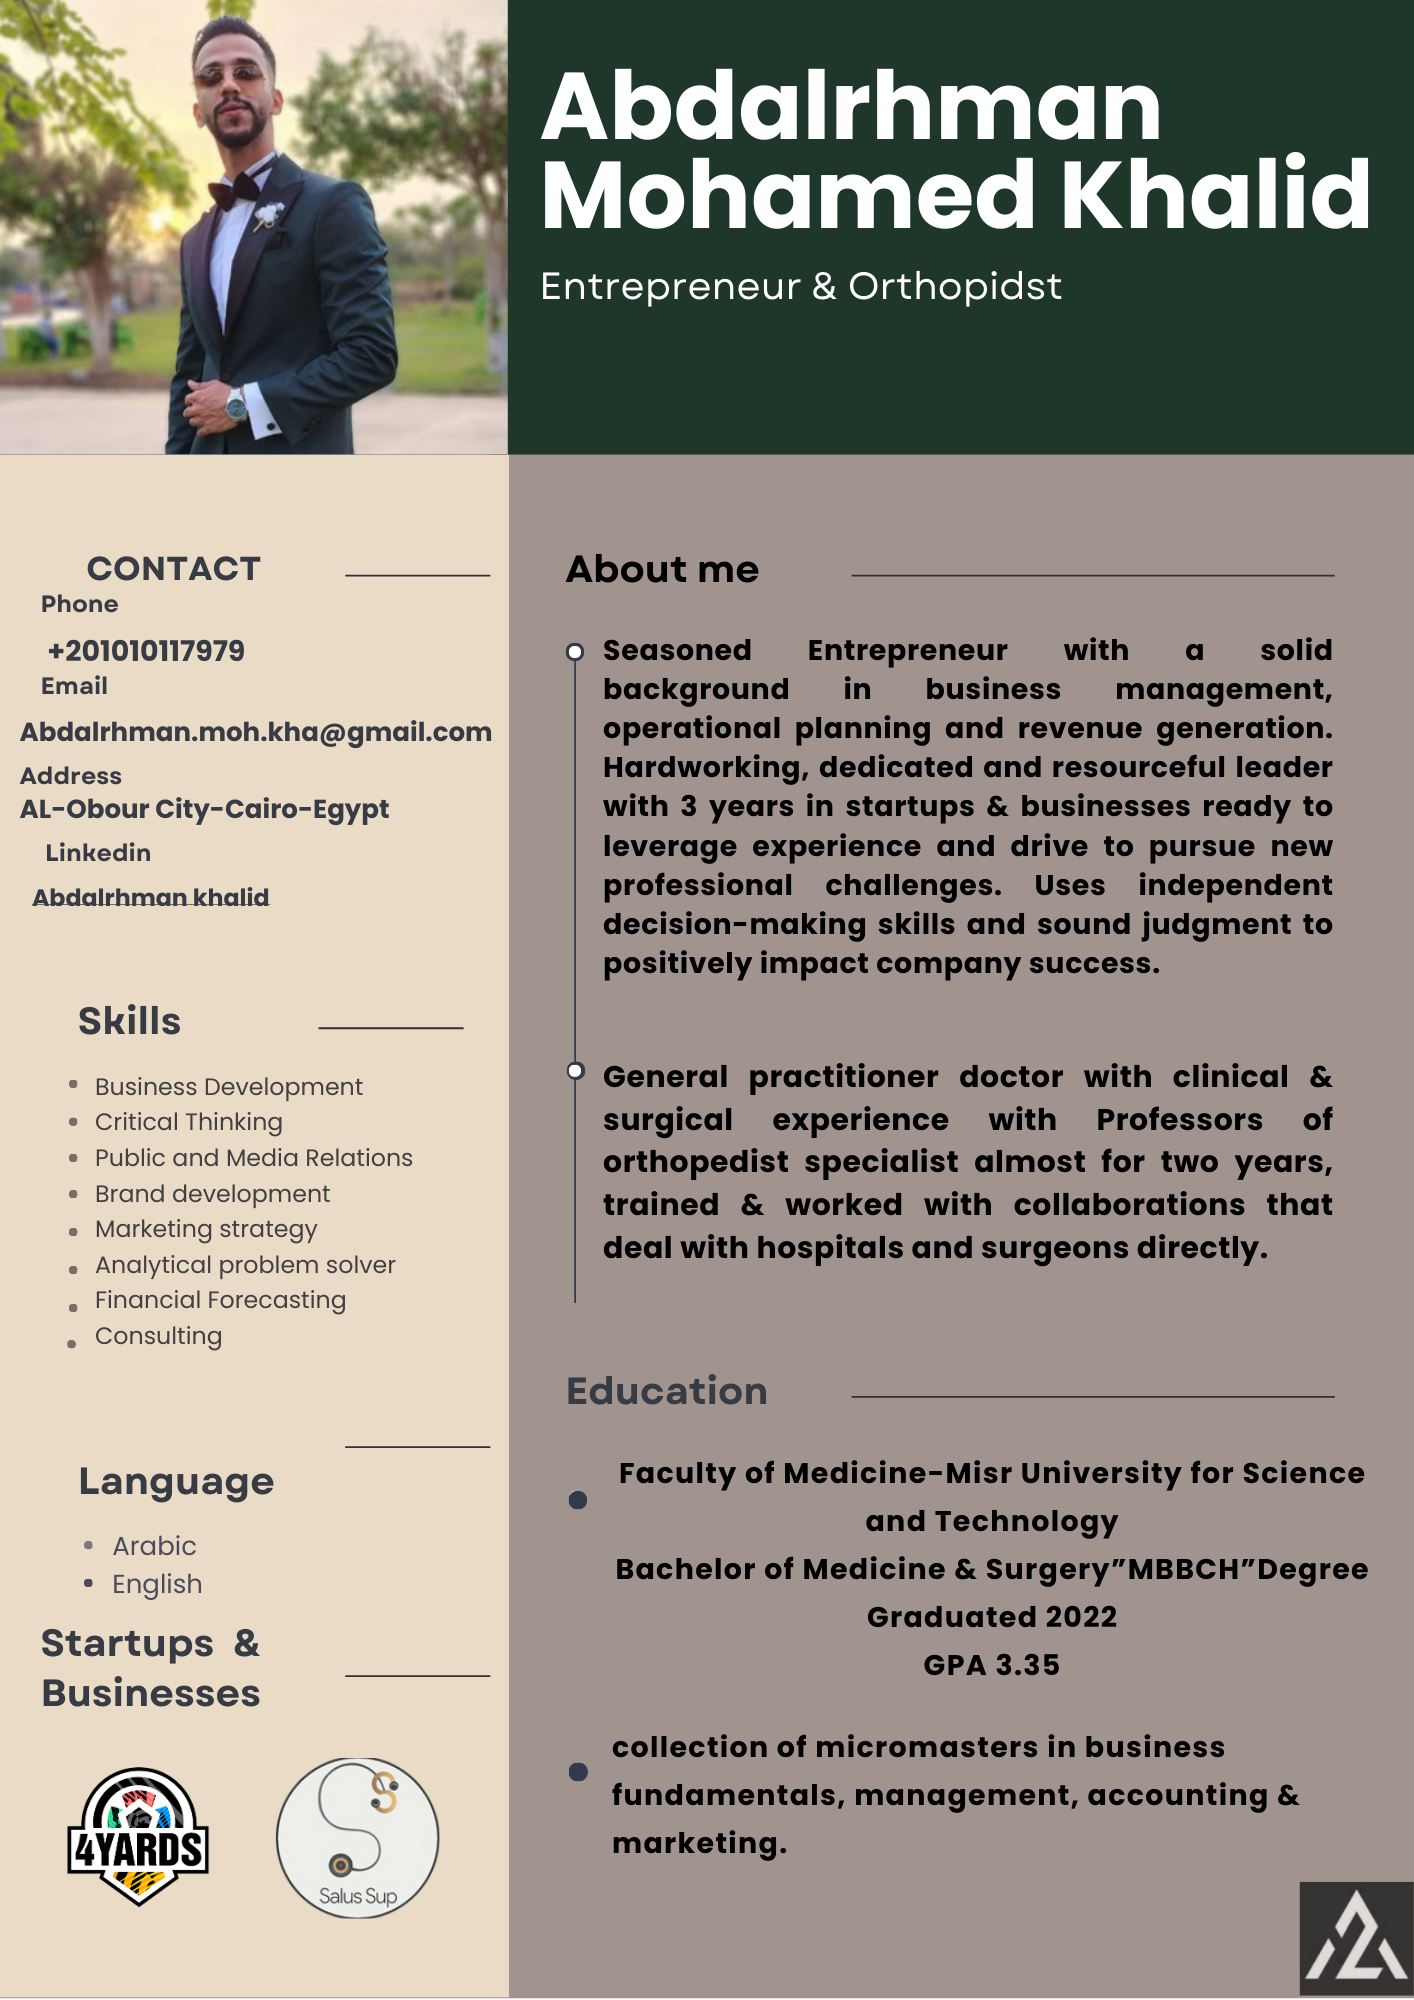 Abdalrhman
Mohamed Khalid
Entrepreneur & Orthopidst
CONTACT
Phone
+201010117979
Email
Abdalrhman.moh.kha@gmail.com
Address
AL-Obour City-Cairo-Egypt
Linkedin
Abdalrhman khalid
Skills
Business Development
Critical Thinking
Public and Media Relations
Brand development
Marketing strategy
Analytical problem solver
Financial Forecasting
Consulting
Language
Arabic
English
Startups &
Businesses
4YARDS
Salus Sup
About me
Seasoned Entrepreneur with a solid
background in business management,
operational planning and revenue generation.
Hardworking, dedicated and resourceful leader
with 3 years in startups & businesses ready to
leverage experience and drive to pursue new
professional challenges. Uses independent
decision-making skills and sound judgment to
positively impact company success.
General practitioner doctor with clinical &
surgical experience with Professors of
orthopedist specialist almost for two years,
trained & worked with collaborations that
deal with hospitals and surgeons directly.
Education
Faculty of Medicine-Misr University for Science
and Technology
Bachelor of Medicine & Surgery”MBBCH”Degree
Graduated 2022
GPA 3.35
collection of micromasters in business
fundamentals, management, accounting &
marketing.